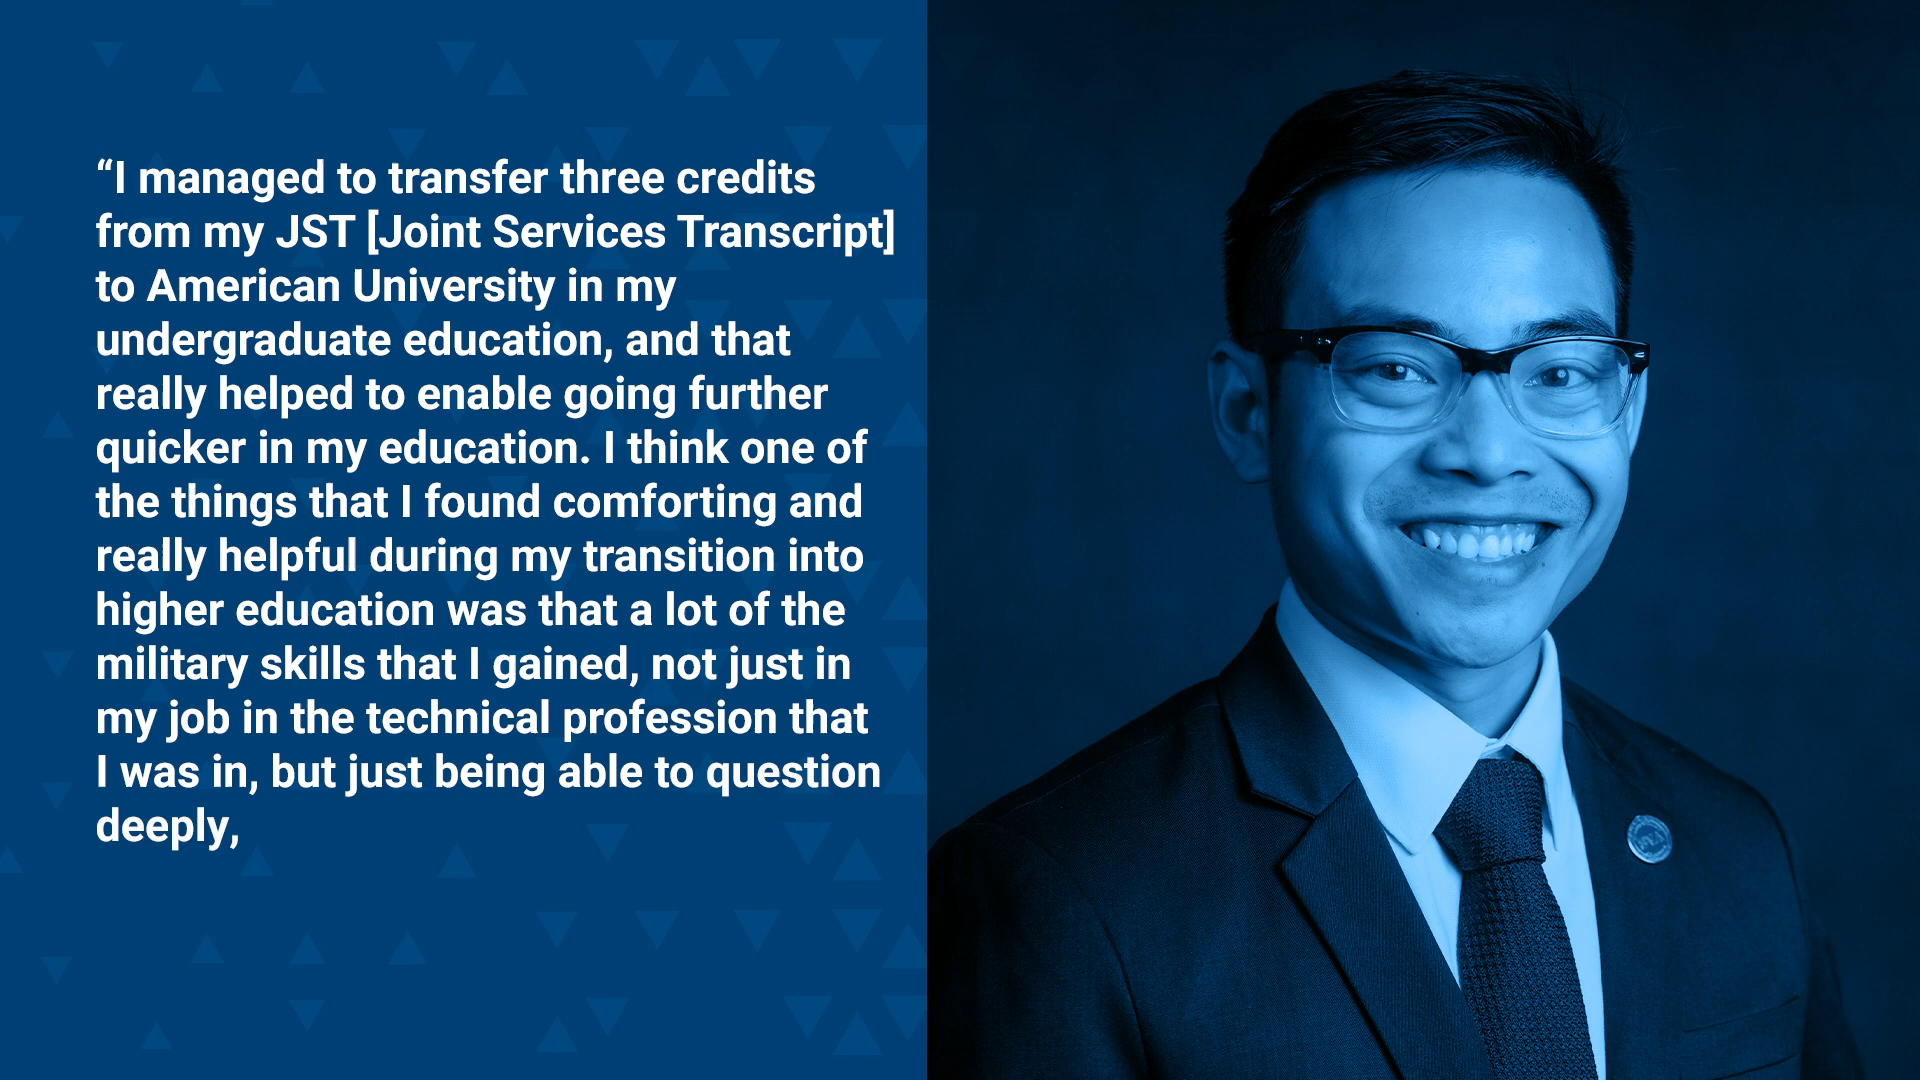 “I managed to transfer three credits
from my JST [Joint Services Transcript]
to American University in my
undergraduate education, and that
really helped to enable going further
quicker in my education. I think one of
the things that I found comforting and
really helpful during my transition into
higher education was that a lot of the
military skills that I gained, not just in
my job in the technical profession that
I was in, but just being able to question
deeply,